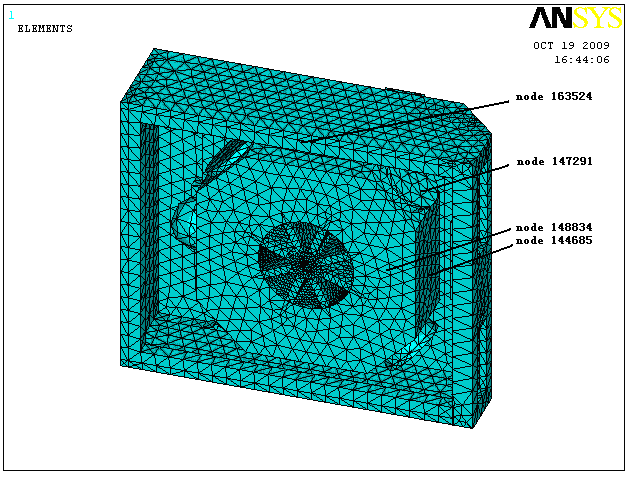 1
ELEMENTS
ANSYS
OCT 19 2009
16:44:06
node 163524
node 147291
node 148834
node 144685